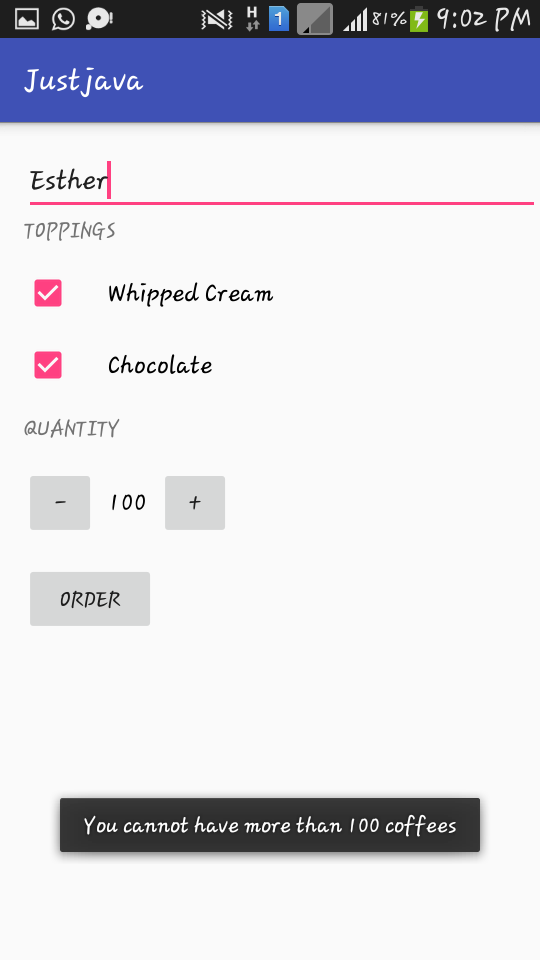 H 1 81% 9:02 PM
Justjava
Esther
TOPPINGS
Whipped Cream
Chocolate
QUANTITY
- 100 +
ORDER
You cannot have more than 100 coffees